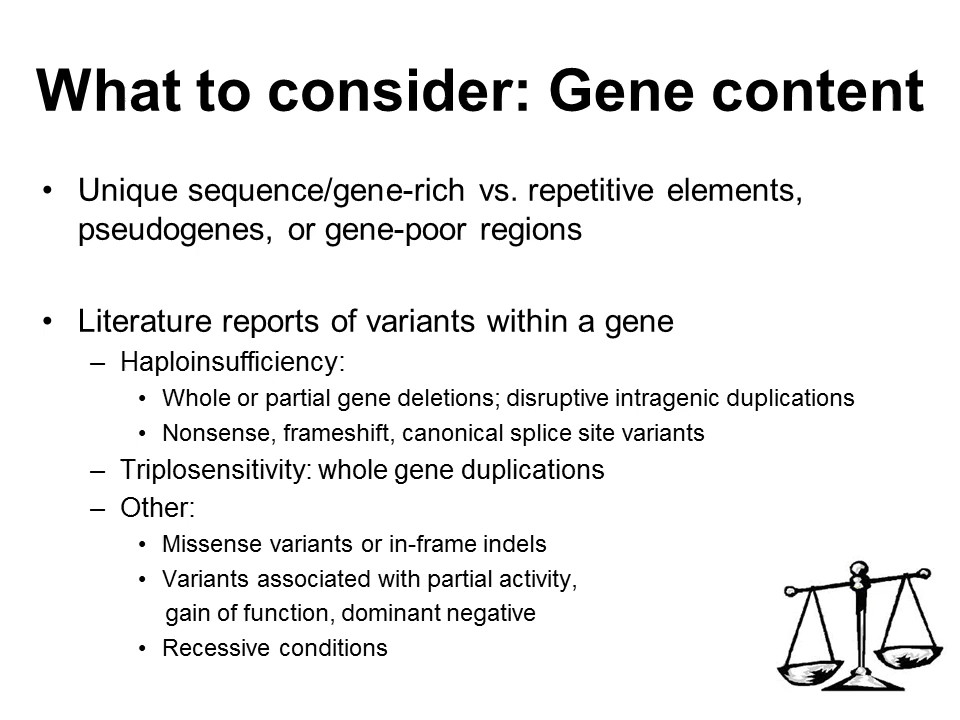 What to consider: Gene content
• Unique sequence/gene-rich vs. repetitive elements,
pseudogenes, or gene-poor regions
• Literature reports of variants within a gene
– Haploinsufficiency:
• Whole or partial gene deletions; disruptive intragenic duplications
• Nonsense, frameshift, canonical splice site variants
– Triplosensitivity: whole gene duplications
– Other:
• Missense variants or in-frame indels
• Variants associated with partial activity,
gain of function, dominant negative
• Recessive conditions